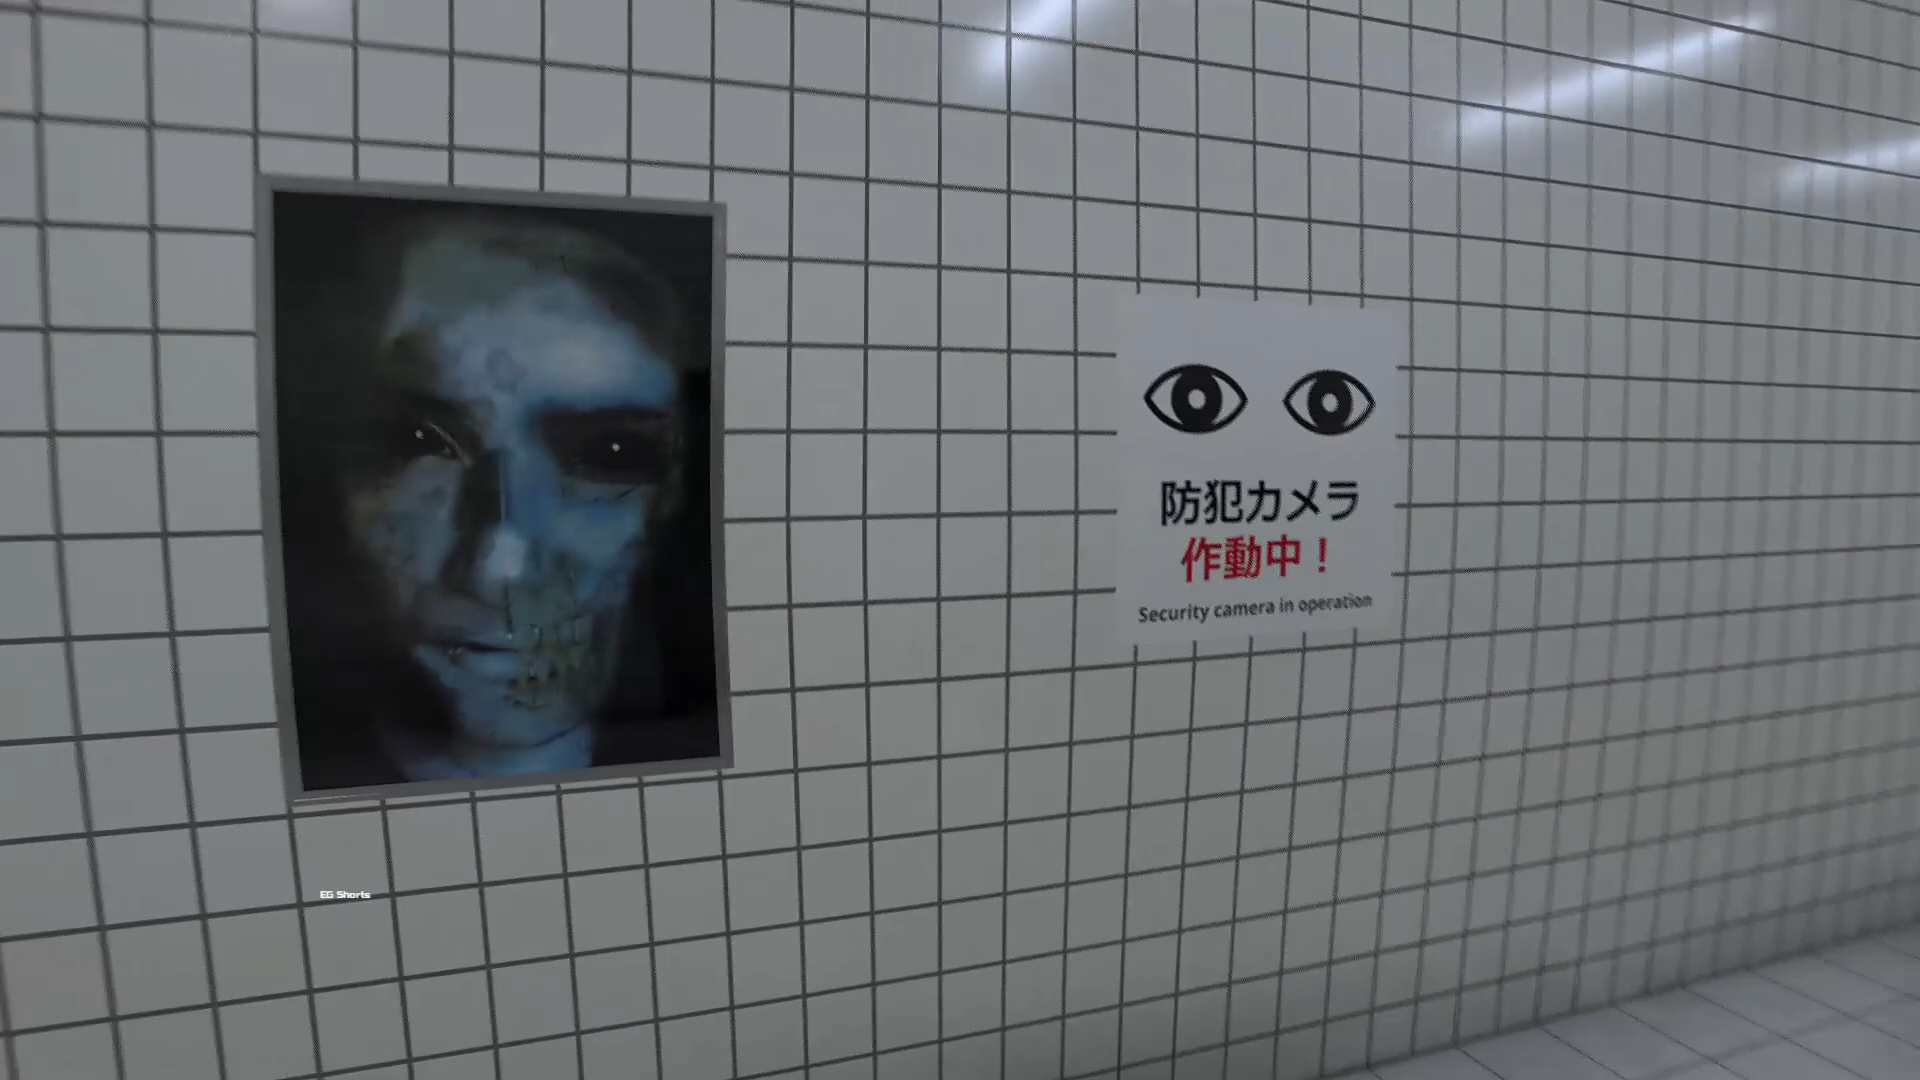 防犯カメラ
作動中！
Security camera in operation
EG Shorts